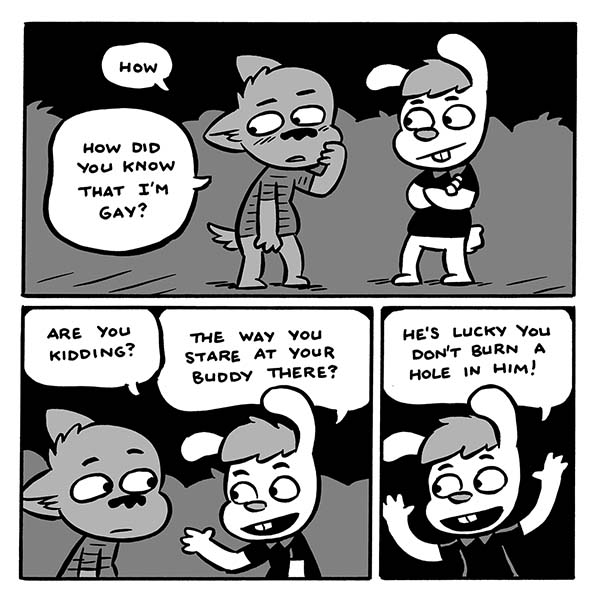 HOW
HOW DID
YOU KNOW
THAT I'M
GAY?
ARE YOU
KIDDING?
THE WAY YOU
STARE AT YOUR
BUDDY THERE?
HE'S LUCKY YOU
DON'T BURN A
HOLE IN HIM!